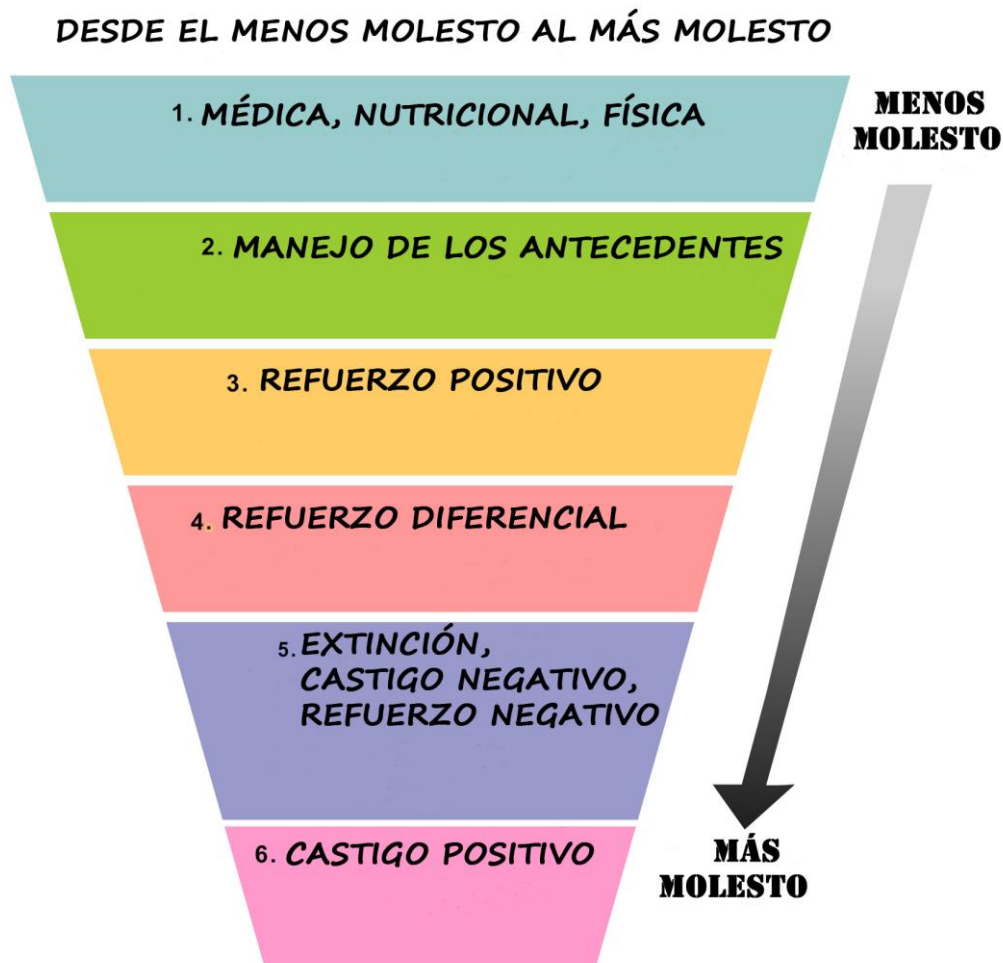 DESDE EL MENOS MOLESTO AL MÁS MOLESTO
1. MÉDICA, NUTRICIONAL, FÍSICA
MENOS
MOLESTO
2. MANEJO DE LOS ANTECEDENTES
3. REFUERZO POSITIVO
4. REFUERZO DIFERENCIAL
5. EXTINCIÓN,
CASTIGO NEGATIVO,
REFUERZO NEGATIVO
6. CASTIGO POSITIVO
MÁS
MOLESTO